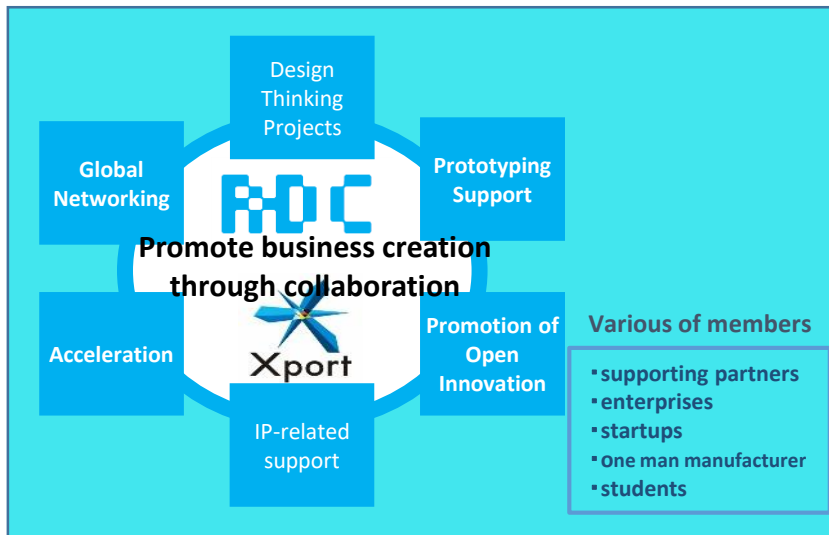 Design
Thinking
Projects
Global
Networking
Prototyping
Support
RDC
Promote business creation
through collaboration
Xport
Acceleration
Promotion of
Open
Innovation
IP-related
support
Various of members
・supporting partners
・enterprises
・startups
・one man manufacturer
・students